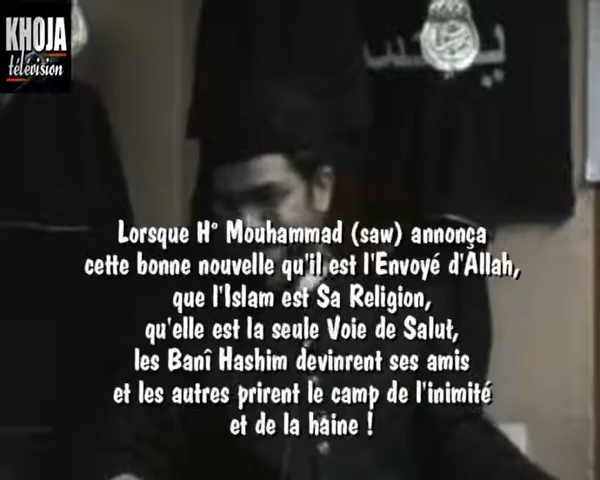 KHOJA
télévision
Lorsque H° Mouhammad (saw) annonça
cette bonne nouvelle qu'il est l'Envoyé d'Allah,
que l'Islam est Sa Religion,
qu'elle est la seule Voie de Salut,
les Banî Hashim devinrent ses amis
et les autres prirent le camp de l'inimité
et de la haine !